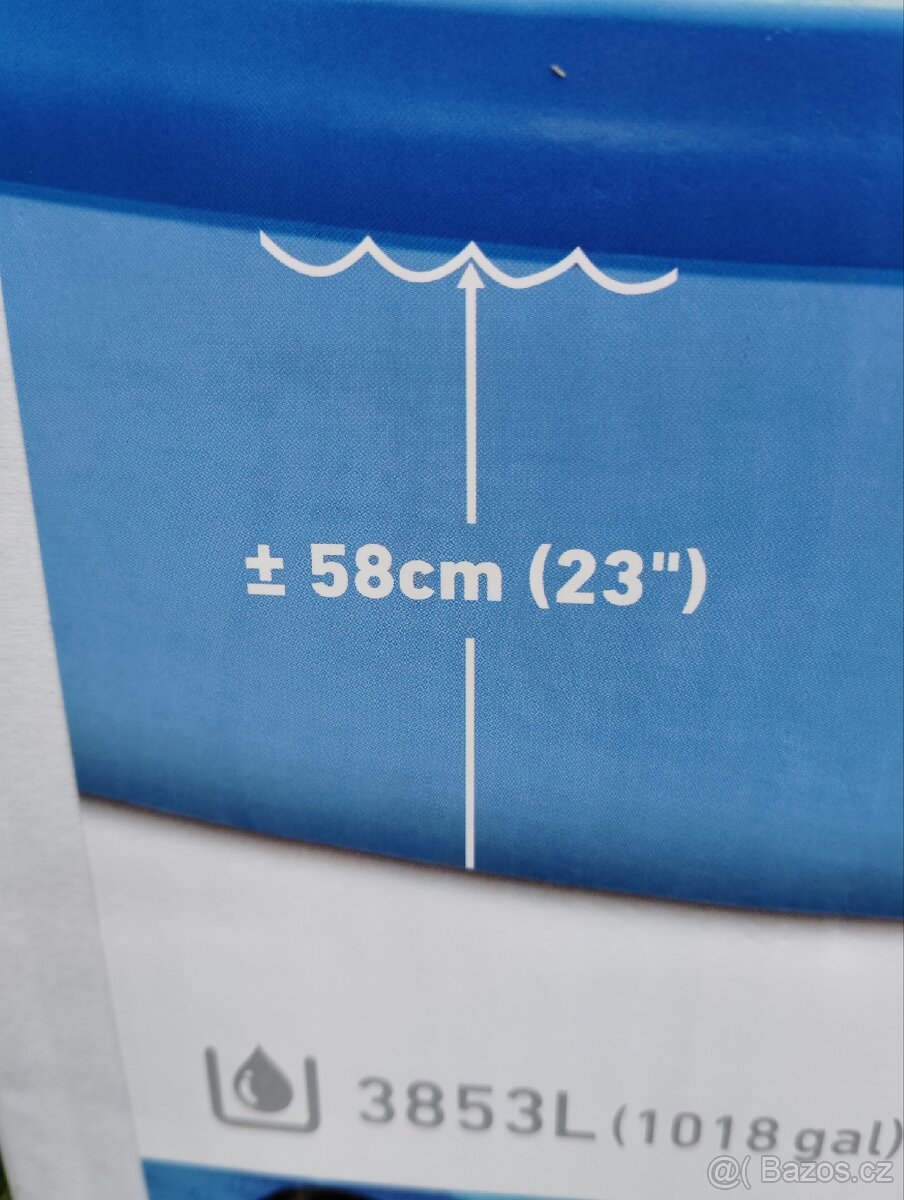 ± 58cm (23")
3853L (1018 gal)
@( Bazos.cz